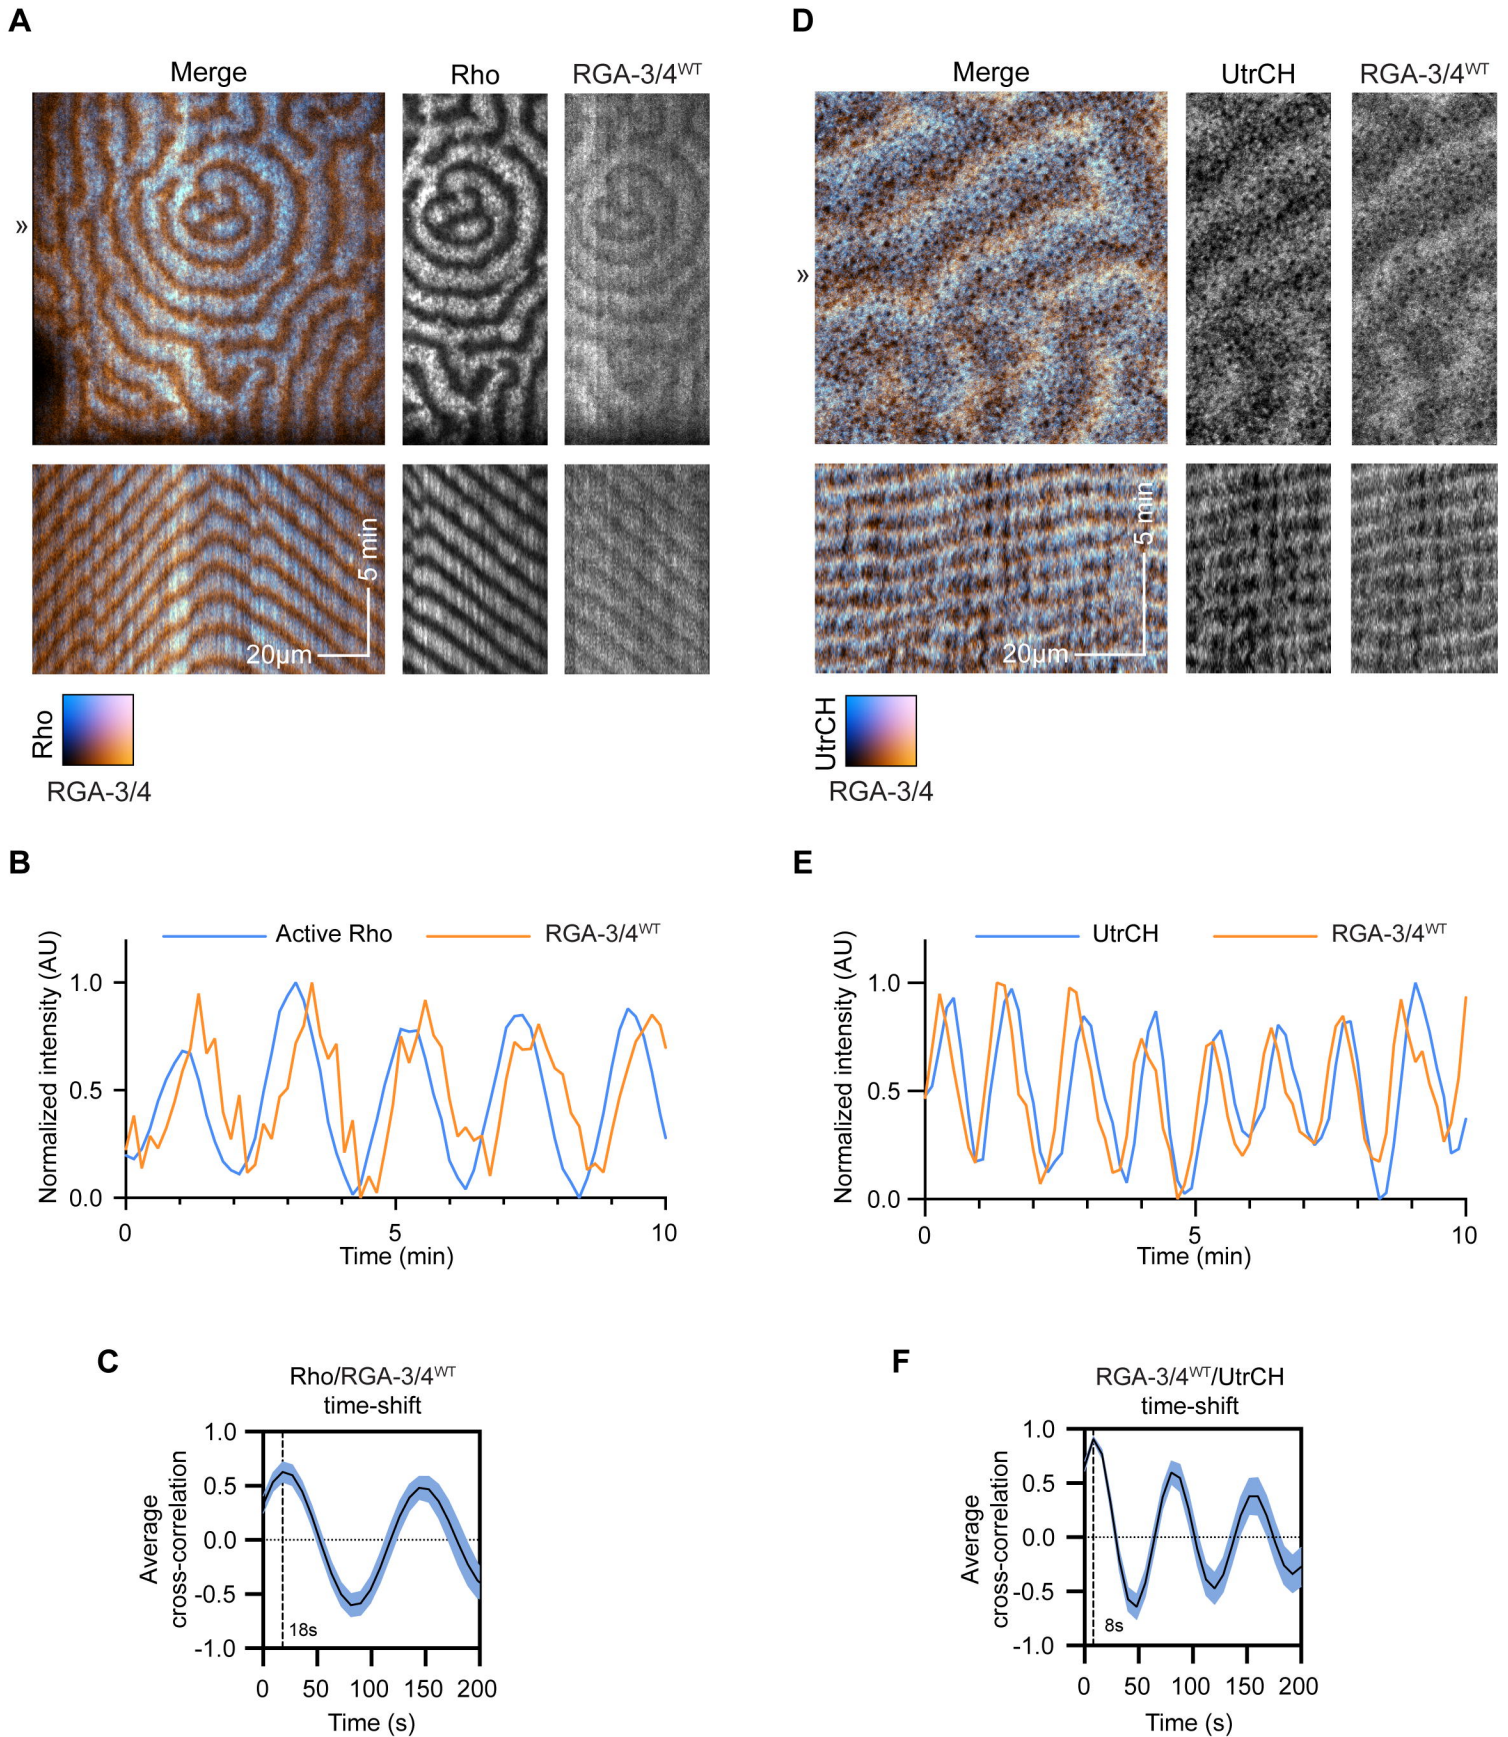 A
Merge
Rho
RGA-3/4WT
»
5 min
20µm
Rho
RGA-3/4
D
Merge
UtrCH
RGA-3/4WT
»
5 min
20µm
UtrCH
RGA-3/4
B
Active Rho
RGA-3/4WT
Normalized intensity (AU)
1.0
0.5
0.0
0
5
10
Time (min)
E
UtrCH
RGA-3/4WT
Normalized intensity (AU)
1.0
0.5
0.0
0
5
10
Time (min)
C
Rho/RGA-3/4WT
time-shift
Average
cross-correlation
1.0
0.5
0.0
-0.5
-1.0
18s
0 50 100 150 200
Time (s)
F
RGA-3/4WT/UtrCH
time-shift
Average
cross-correlation
1.0
0.5
0.0
-0.5
-1.0
8s
0 50 100 150 200
Time (s)